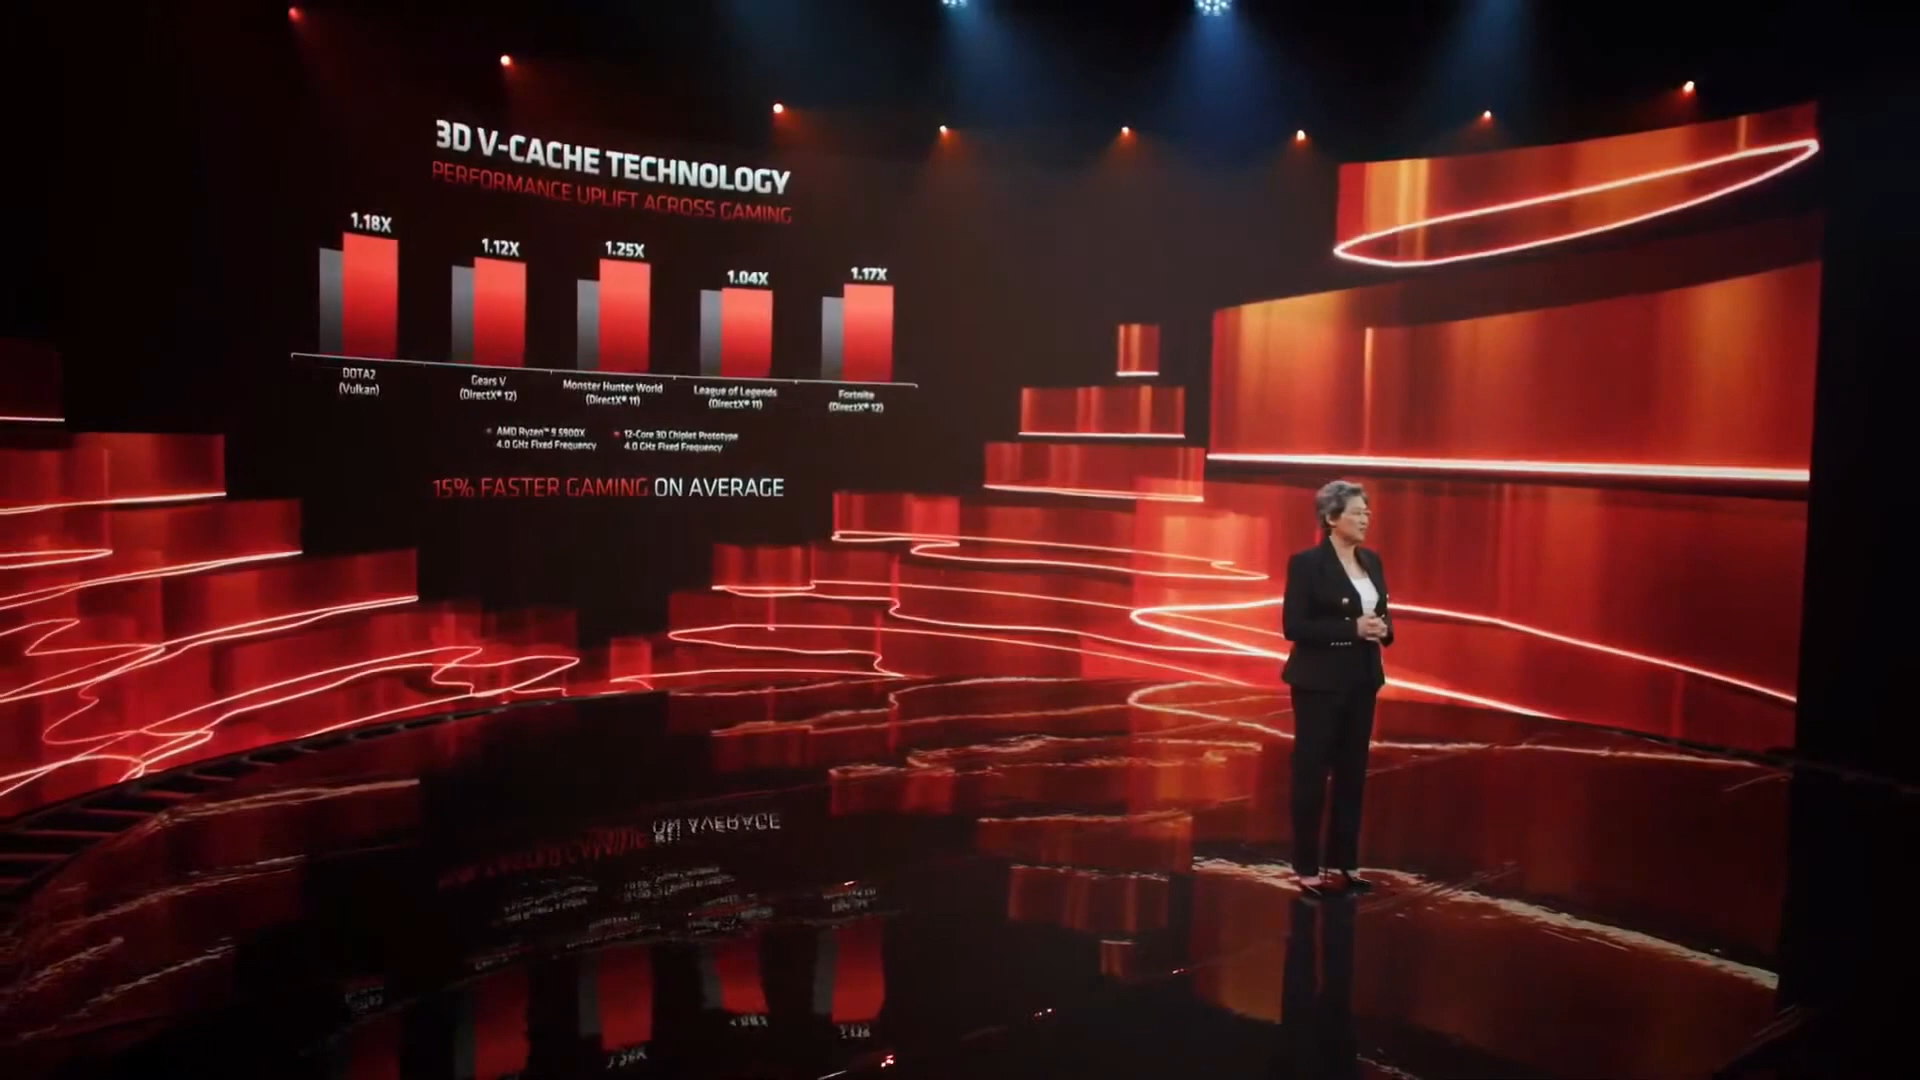 3D V-CACHE TECHNOLOGY
PERFORMANCE UPLIFT ACROSS GAMING
1.18X
1.12X
1.25X
1.04X
1.17X
DOTA2
(Vulkan)
Gears V
(DirectX® 12)
Monster Hunter World
(DirectX® 11)
League of Legends
(DirectX® 11)
Fortnite
(DirectX® 12)
AMD Ryzen™ 9 5900X
4.0 GHz Fixed Frequency
12-Core 3D Chiplet Prototype
4.0 GHz Fixed Frequency
15% FASTER GAMING ON AVERAGE